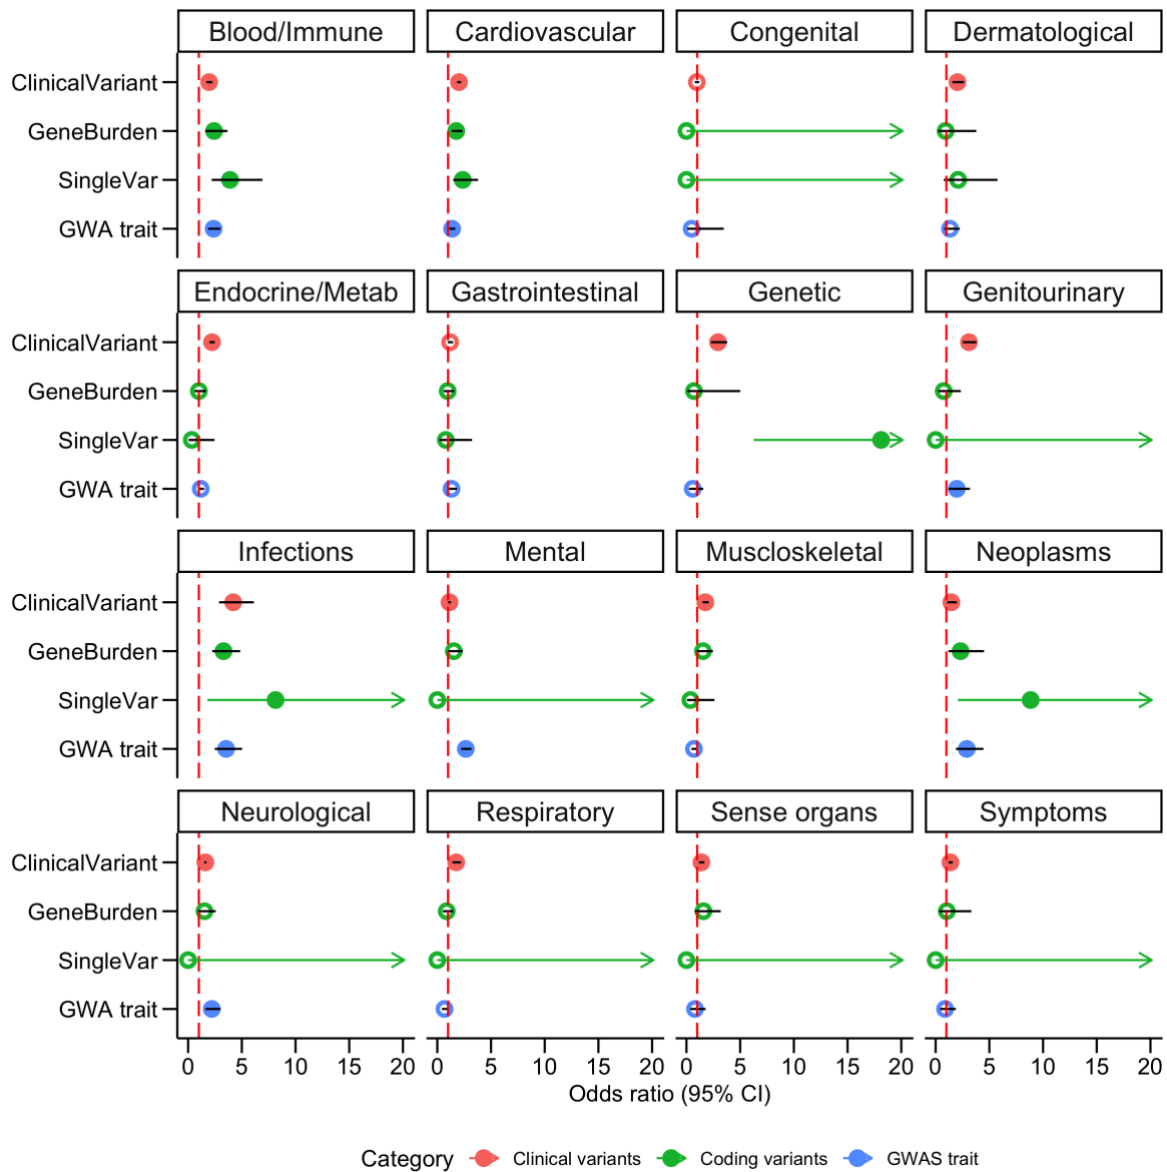 Blood/Immune Cardiovascular Congenital Dermatological
ClinicalVariant
GeneBurden
SingleVar
GWA trait
Endocrine/Metab Gastrointestinal Genetic Genitourinary
ClinicalVariant
GeneBurden
SingleVar
GWA trait
Infections Mental Muscloskeletal Neoplasms
ClinicalVariant
GeneBurden
SingleVar
GWA trait
Neurological Respiratory Sense organs Symptoms
ClinicalVariant
GeneBurden
SingleVar
GWA trait
0 5 10 15 20 0 5 10 15 20 0 5 10 15 20 0 5 10 15 20
Odds ratio (95% CI)
Category Clinical variants Coding variants GWAS trait